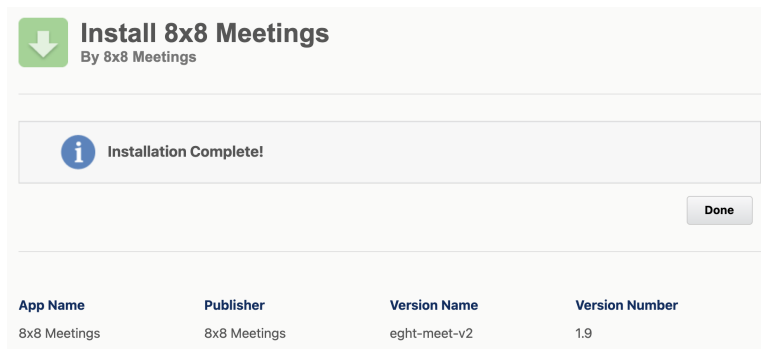 Install 8x8 Meetings
By 8x8 Meetings
Installation Complete!
Done
App Name Publisher Version Name Version Number
8x8 Meetings 8x8 Meetings eght-meet-v2 1.9